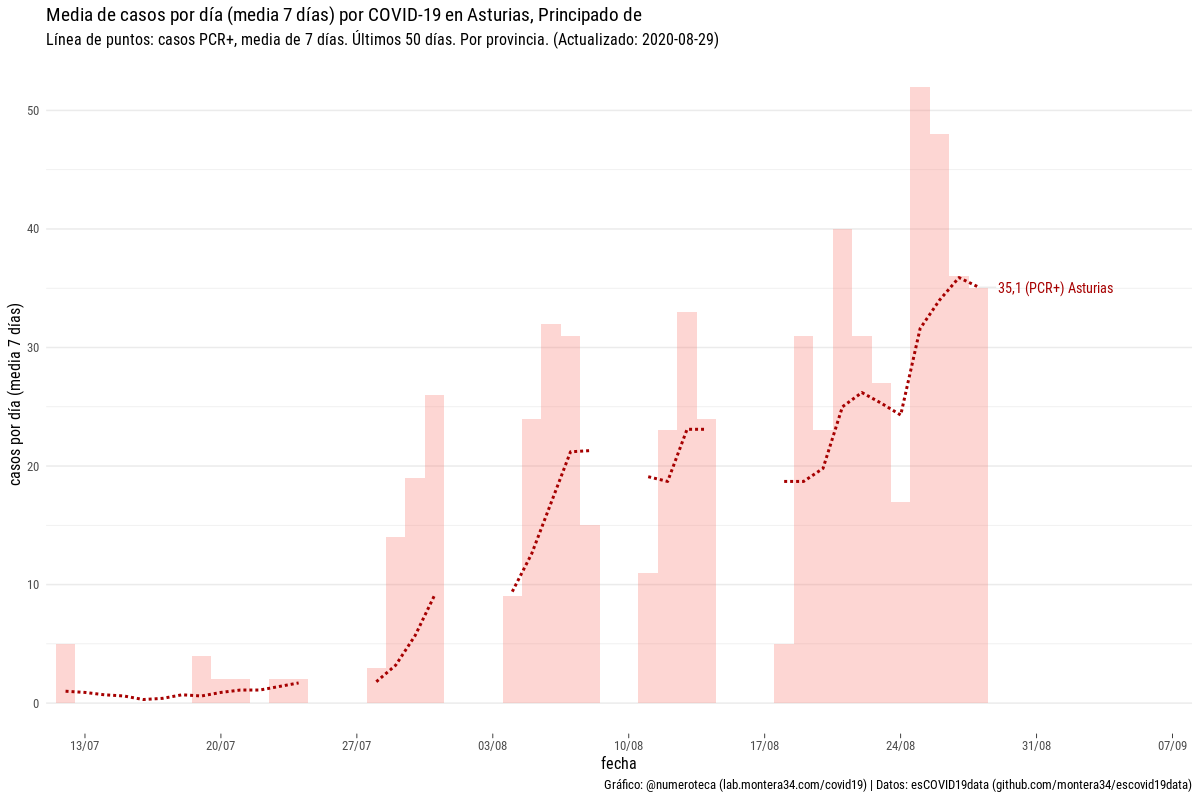 Media de casos por día (media 7 días) por COVID-19 en Asturias, Principado de
Línea de puntos: casos PCR+, media de 7 días. Últimos 50 días. Por provincia. (Actualizado: 2020-08-29)
casos por día (media 7 días)
50
40
30
20
10
0
35,1 (PCR+) Asturias
13/07
20/07
27/07
03/08
10/08
17/08
24/08
31/08
07/09
fecha
Gráfico: @numeroteca (lab.montera34.com/covid19) | Datos: esCOVID19data (github.com/montera34/escovid19data)